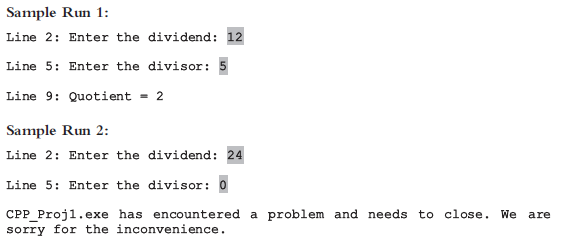 Sample Run 1:
Line 2: Enter the dividend: 12
Line 5: Enter the divisor: 5
Line 9: Quotient = 2
Sample Run 2:
Line 2: Enter the dividend: 24
Line 5: Enter the divisor: 0
CPP_Proj1.exe has encountered a problem and needs to close. We are
sorry for the inconvenience.